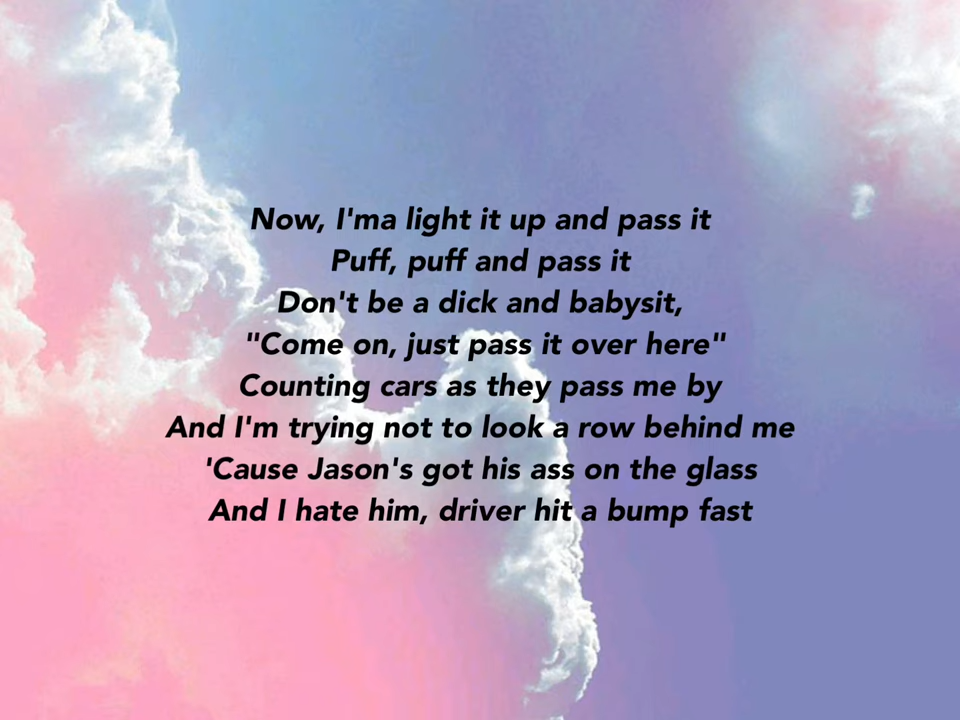 Now, I'ma light it up and pass it
Puff, puff and pass it
Don't be a dick and babysit,
"Come on, just pass it over here"
Counting cars as they pass me by
And I'm trying not to look a row behind me
'Cause Jason's got his ass on the glass
And I hate him, driver hit a bump fast